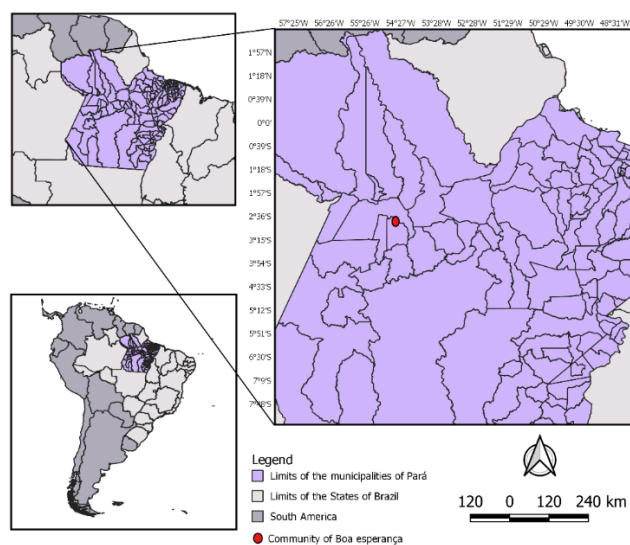 57°25'W 56°26'W 55°26'W 54°27'W 53°28'W 52°28'W 51°29'W 50°29'W 49°30'W 48°31'W
1°57'N
1°18'N
0°39'N
0°0'N
0°39'S
1°18'S
1°57'S
2°36'S
3°15'S
3°54'S
4°33'S
5°12'S
5°51'S
6°30'S
7°9'S
Legend
Limits of the municipalities of Pará
Limits of the States of Brazil
South America
Community of Boa esperança
120 0 120 240 km